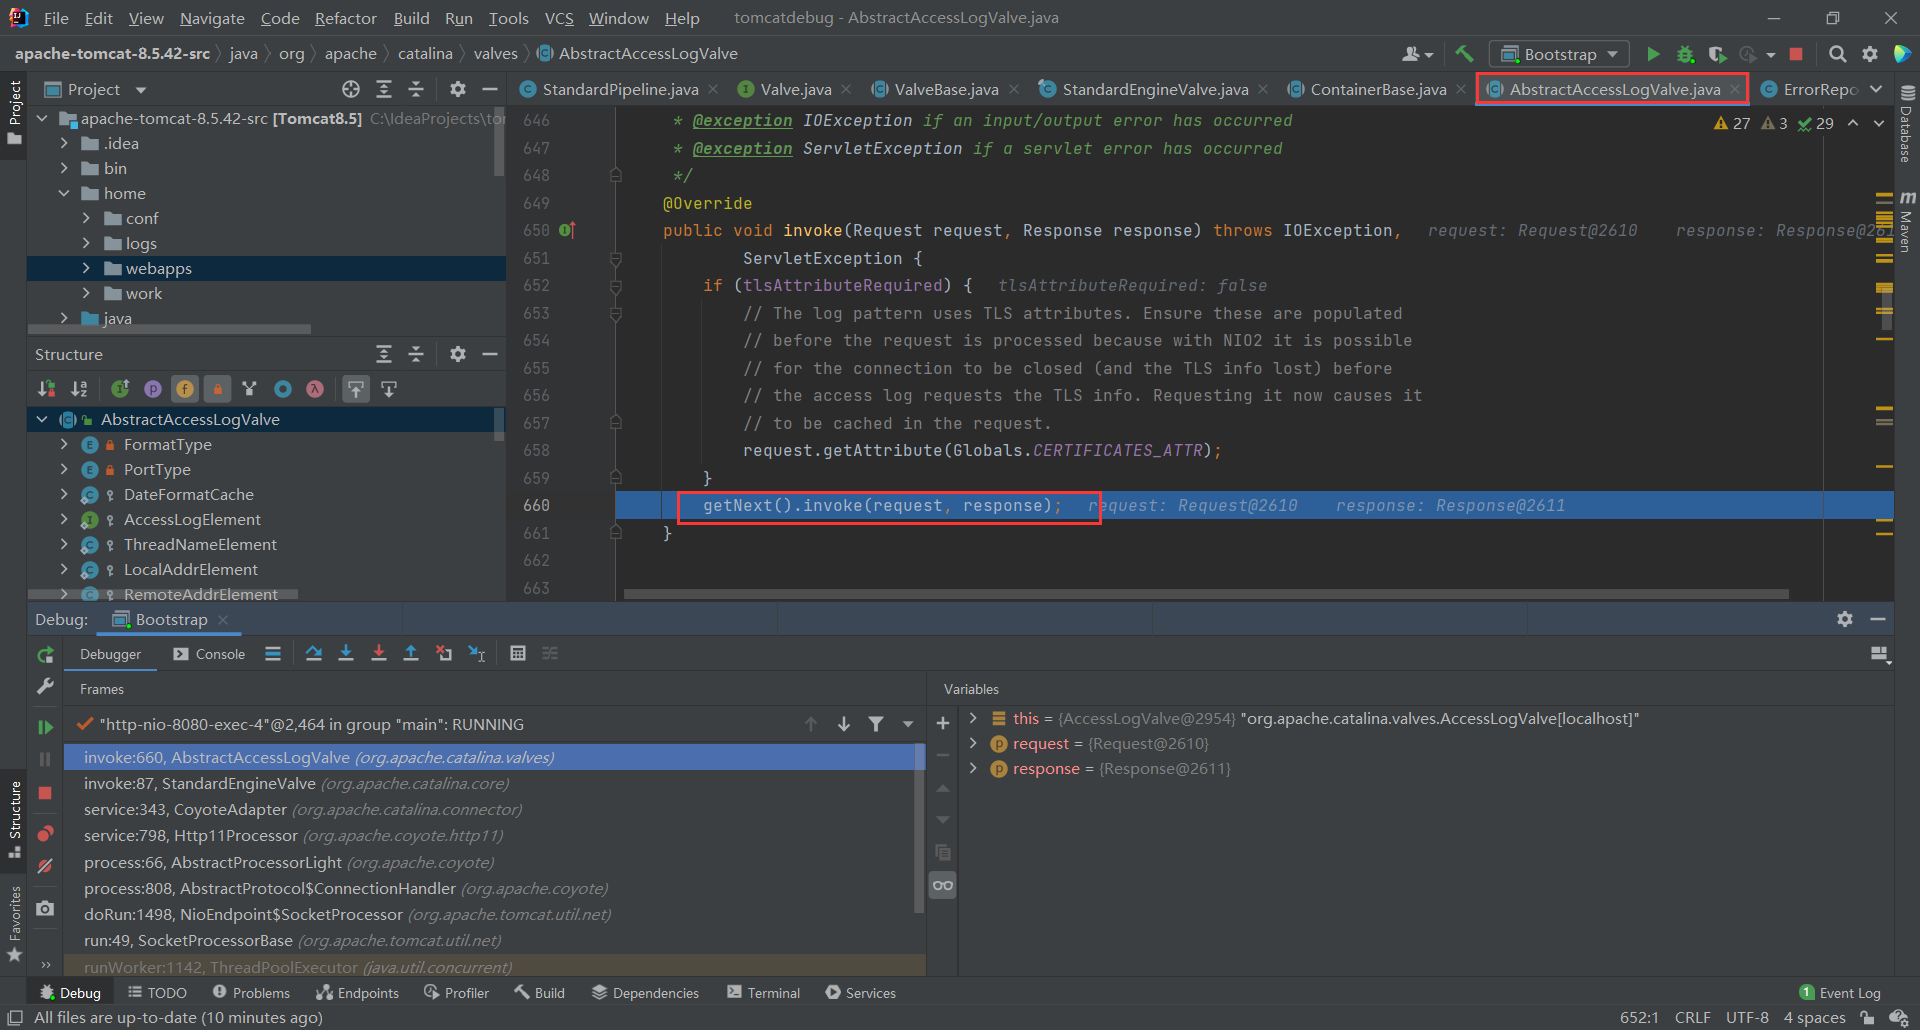 File Edit View Navigate Code Refactor Build Run Tools VCS Window Help tomcatdebug - AbstractAccessLogValve.java
apache-tomcat-8.5.42-src java org apache catalina valves AbstractAccessLogValve Bootstrap
Project
Project
StandardPipeline.java Valve.java ValveBase.java StandardEngineValve.java ContainerBase.java AbstractAccessLogValve.java ErrorRepo
apache-tomcat-8.5.42-src [Tomcat8.5] C:\IdeaProjects\tor
.idea
bin
home
conf
logs
webapps
work
java
Structure
AbstractAccessLogValve
FormatType
PortType
DateFormatCache
AccessLogElement
ThreadNameElement
LocalAddrElement
RemoteAddrElement
27 3 29
646 * @exception IOException if an input/output error has occurred
647 * @exception ServletException if a servlet error has occurred
648 */
649 @Override
650 public void invoke(Request request, Response response) throws IOException, request: Request@2610 response: Response@261
651 ServletException {
652 if (tlsAttributeRequired) { tlsAttributeRequired: false
653 // The log pattern uses TLS attributes. Ensure these are populated
654 // before the request is processed because with NIO2 it is possible
655 // for the connection to be closed (and the TLS info lost) before
656 // the access log requests the TLS info. Requesting it now causes it
657 // to be cached in the request.
658 request.getAttribute(Globals.CERTIFICATES_ATTR);
659 }
660 getNext().invoke(request, response); request: Request@2610 response: Response@2611
661 }
662
663
Database
Maven
Debug: Bootstrap
Debugger Console
Frames
"http-nio-8080-exec-4"@2,464 in group "main": RUNNING
invoke:660, AbstractAccessLogValve (org.apache.catalina.valves)
invoke:87, StandardEngineValve (org.apache.catalina.core)
service:343, CoyoteAdapter (org.apache.catalina.connector)
service:798, Http11Processor (org.apache.coyote.http11)
process:66, AbstractProcessorLight (org.apache.coyote)
process:808, AbstractProtocol$ConnectionHandler (org.apache.coyote)
doRun:1498, NioEndpoint$SocketProcessor (org.apache.tomcat.util.net)
run:49, SocketProcessorBase (org.apache.tomcat.util.net)
runWorker:1142, ThreadPoolExecutor (java.util.concurrent)
Variables
this = {AccessLogValve@2954} "org.apache.catalina.valves.AccessLogValve[localhost]"
request = {Request@2610}
response = {Response@2611}
Structure
Favorites
Debug TODO Problems Endpoints Profiler Build Dependencies Terminal Services 1 Event Log
All files are up-to-date (10 minutes ago) 652:1 CRLF UTF-8 4 spaces